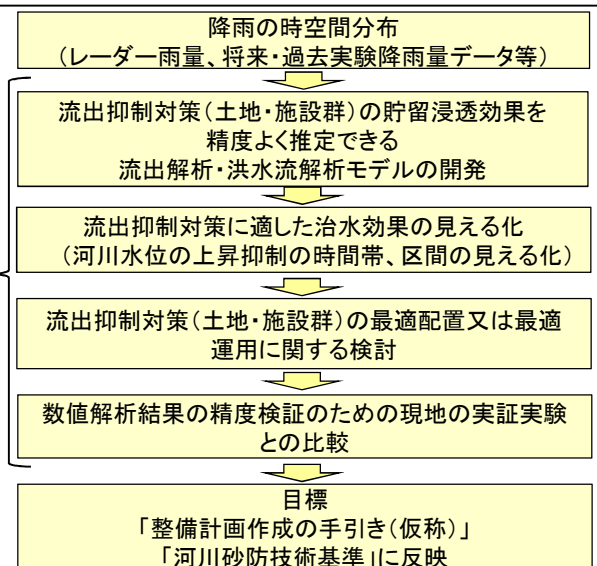 降雨の時空間分布
（レーダー雨量、将来・過去実験降雨量データ等）
流出抑制対策（土地・施設群）の貯留浸透効果を
精度よく推定できる
流出解析・洪水流解析モデルの開発
流出抑制対策に適した治水効果の見える化
（河川水位の上昇抑制の時間帯、区間の見える化）
流出抑制対策（土地・施設群）の最適配置又は最適
運用に関する検討
数値解析結果の精度検証のための現地の実証実験
との比較
目標
「整備計画作成の手引き（仮称）」
「河川砂防技術基準」に反映